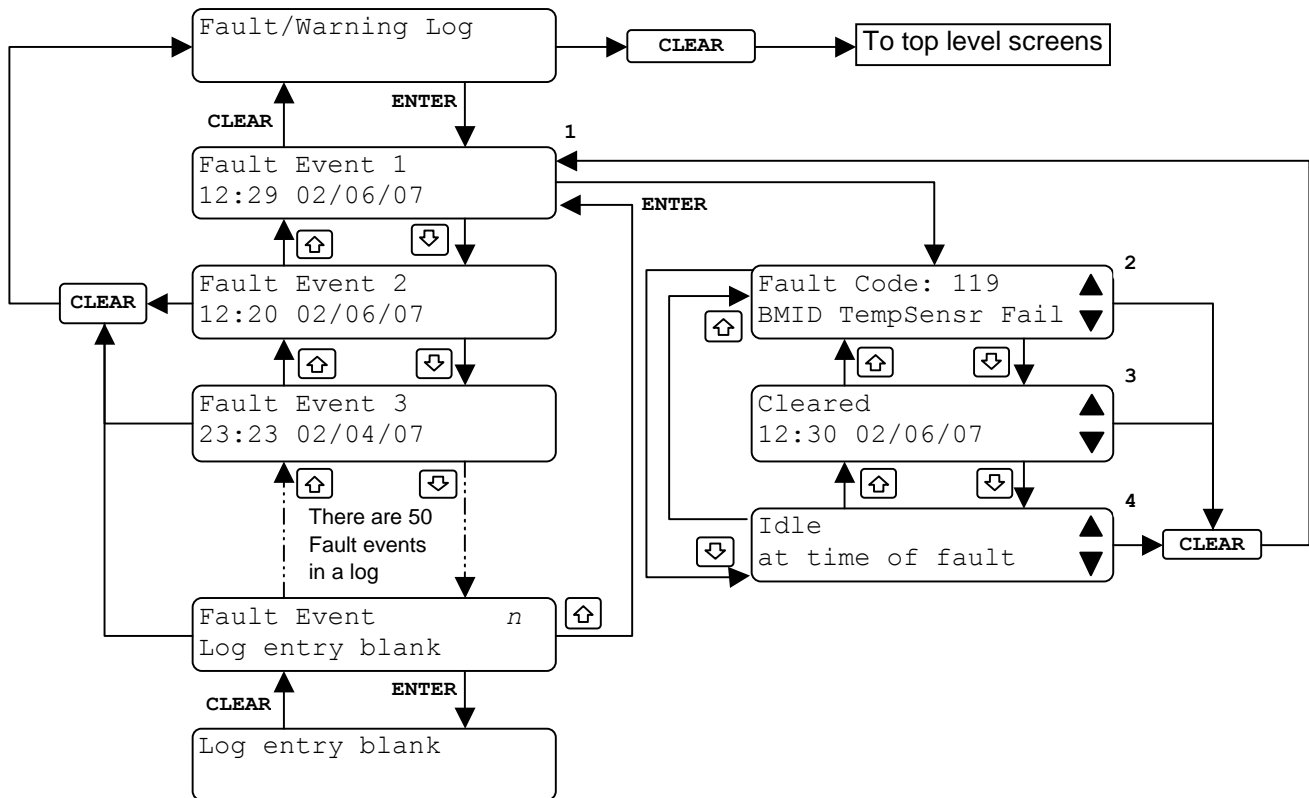 Fault/Warning Log
CLEAR
To top level screens
CLEAR
ENTER
1
Fault Event 1
12:29 02/06/07
ENTER
Fault Event 2
12:20 02/06/07
CLEAR
Fault Event 3
23:23 02/04/07
There are 50
Fault events
in a log
Fault Event n
Log entry blank
CLEAR
ENTER
Log entry blank
2
Fault Code: 119
BMID TempSensr Fail
3
Cleared
12:30 02/06/07
4
Idle
at time of fault
CLEAR